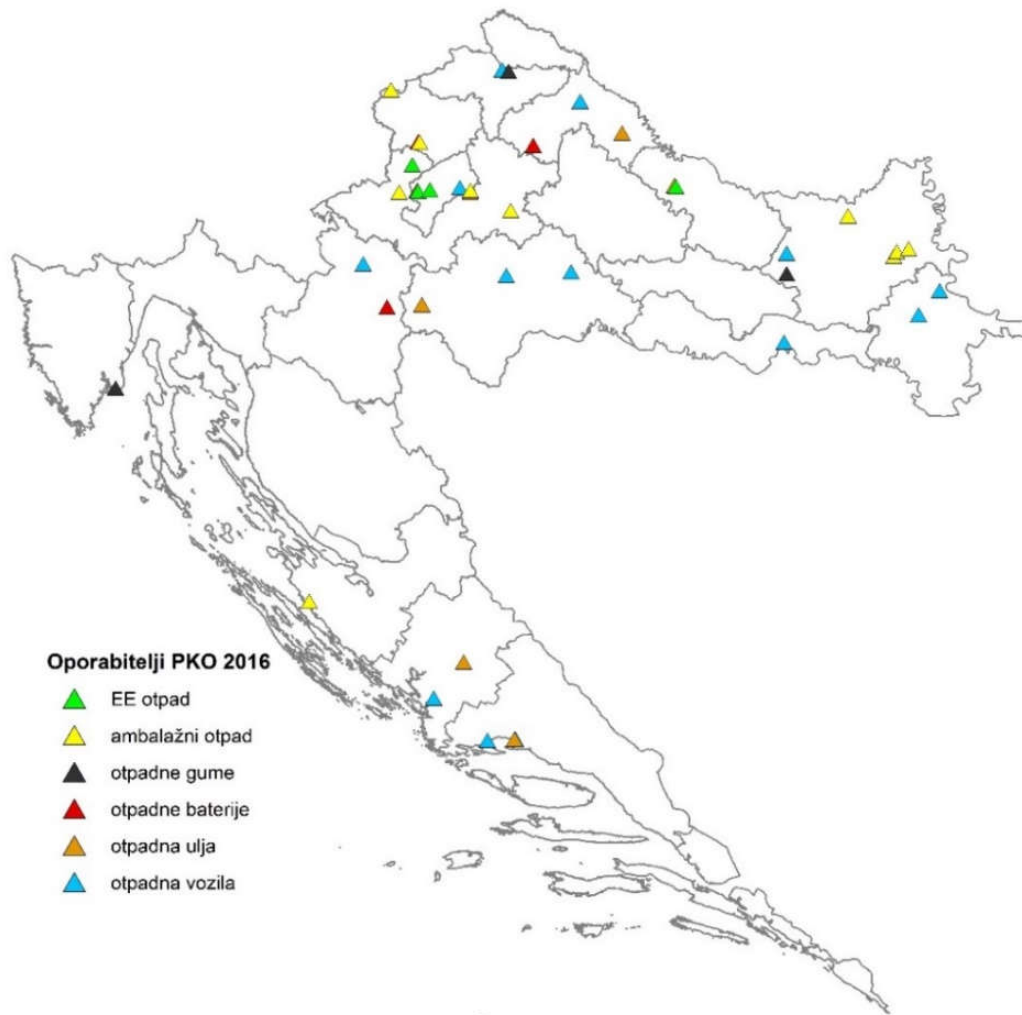 Oporabitelji PKO 2016
EE otpad
ambalažni otpad
otpadne gume
otpadne baterije
otpadna ulja
otpadna vozila